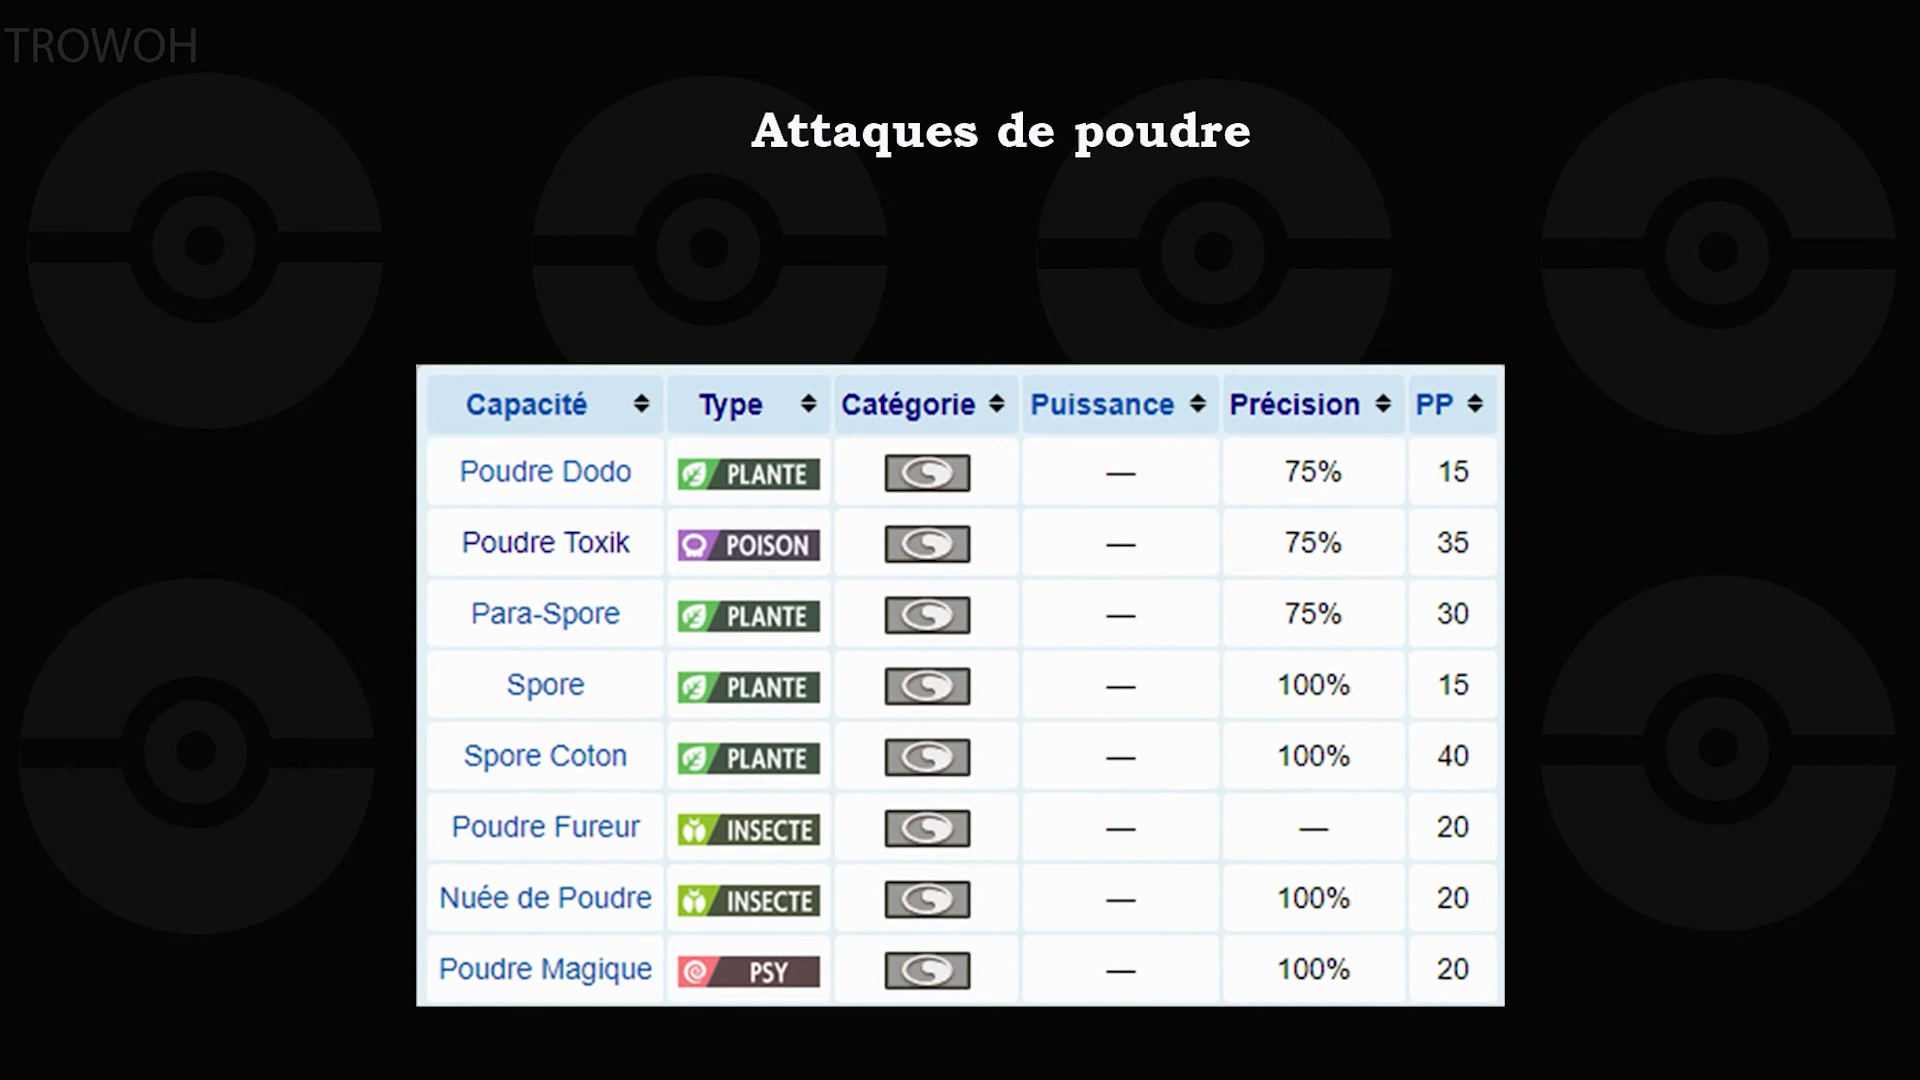 TROWOH
Attaques de poudre
Capacité Type Catégorie Puissance Précision PP
Poudre Dodo PLANTE — 75% 15
Poudre Toxik POISON — 75% 35
Para-Spore PLANTE — 75% 30
Spore PLANTE — 100% 15
Spore Coton PLANTE — 100% 40
Poudre Fureur INSECTE — — 20
Nuée de Poudre INSECTE — 100% 20
Poudre Magique PSY — 100% 20